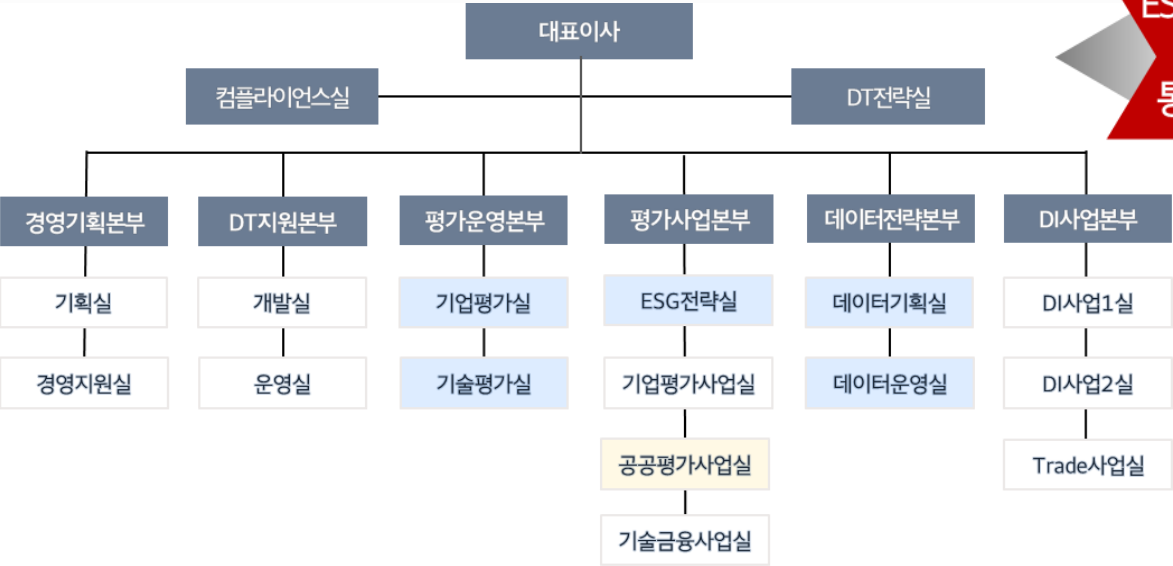 대표이사
ES
통
컴플라이언스실
DT전략실
경영기획본부
DT지원본부
평가운영본부
평가사업본부
데이터전략본부
DI사업본부
기획실
개발실
기업평가실
ESG전략실
데이터기획실
DI사업1실
경영지원실
운영실
기술평가실
기업평가사업실
데이터운영실
DI사업2실
공공평가사업실
Trade사업실
기술금융사업실